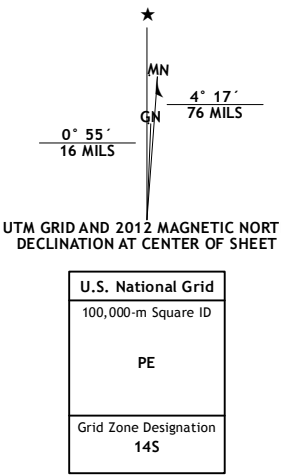 ★
MN
GN
4° 17´
76 MILS
0° 55´
16 MILS
UTM GRID AND 2012 MAGNETIC NORT
DECLINATION AT CENTER OF SHEET
U.S. National Grid
100,000-m Square ID
PE
Grid Zone Designation
14S